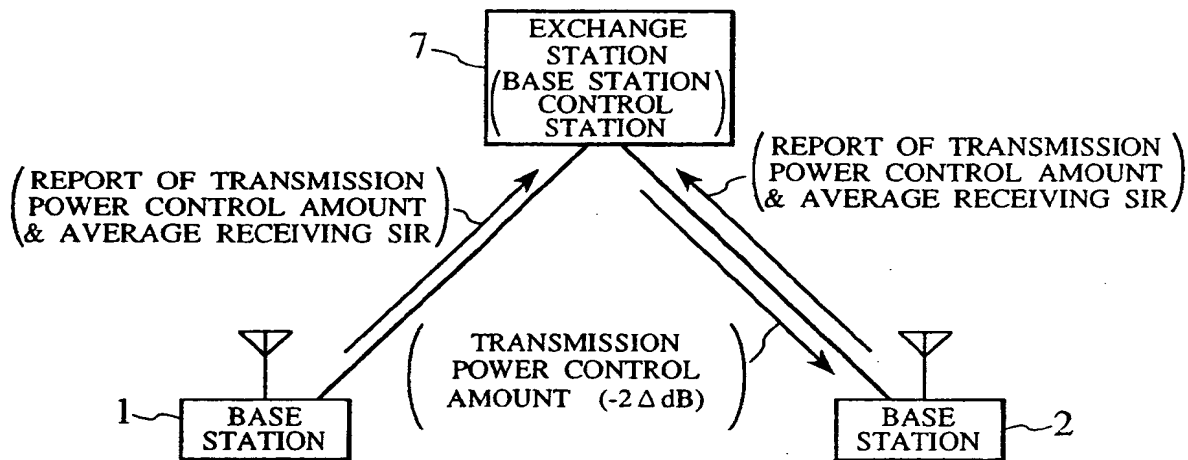 7
EXCHANGE
STATION
(BASE STATION
CONTROL
STATION)
(REPORT OF TRANSMISSION
POWER CONTROL AMOUNT
& AVERAGE RECEIVING SIR)
(REPORT OF TRANSMISSION
POWER CONTROL AMOUNT
& AVERAGE RECEIVING SIR)
(TRANSMISSION
POWER CONTROL
AMOUNT (-2 Δ dB))
1
BASE
STATION
BASE
STATION
2